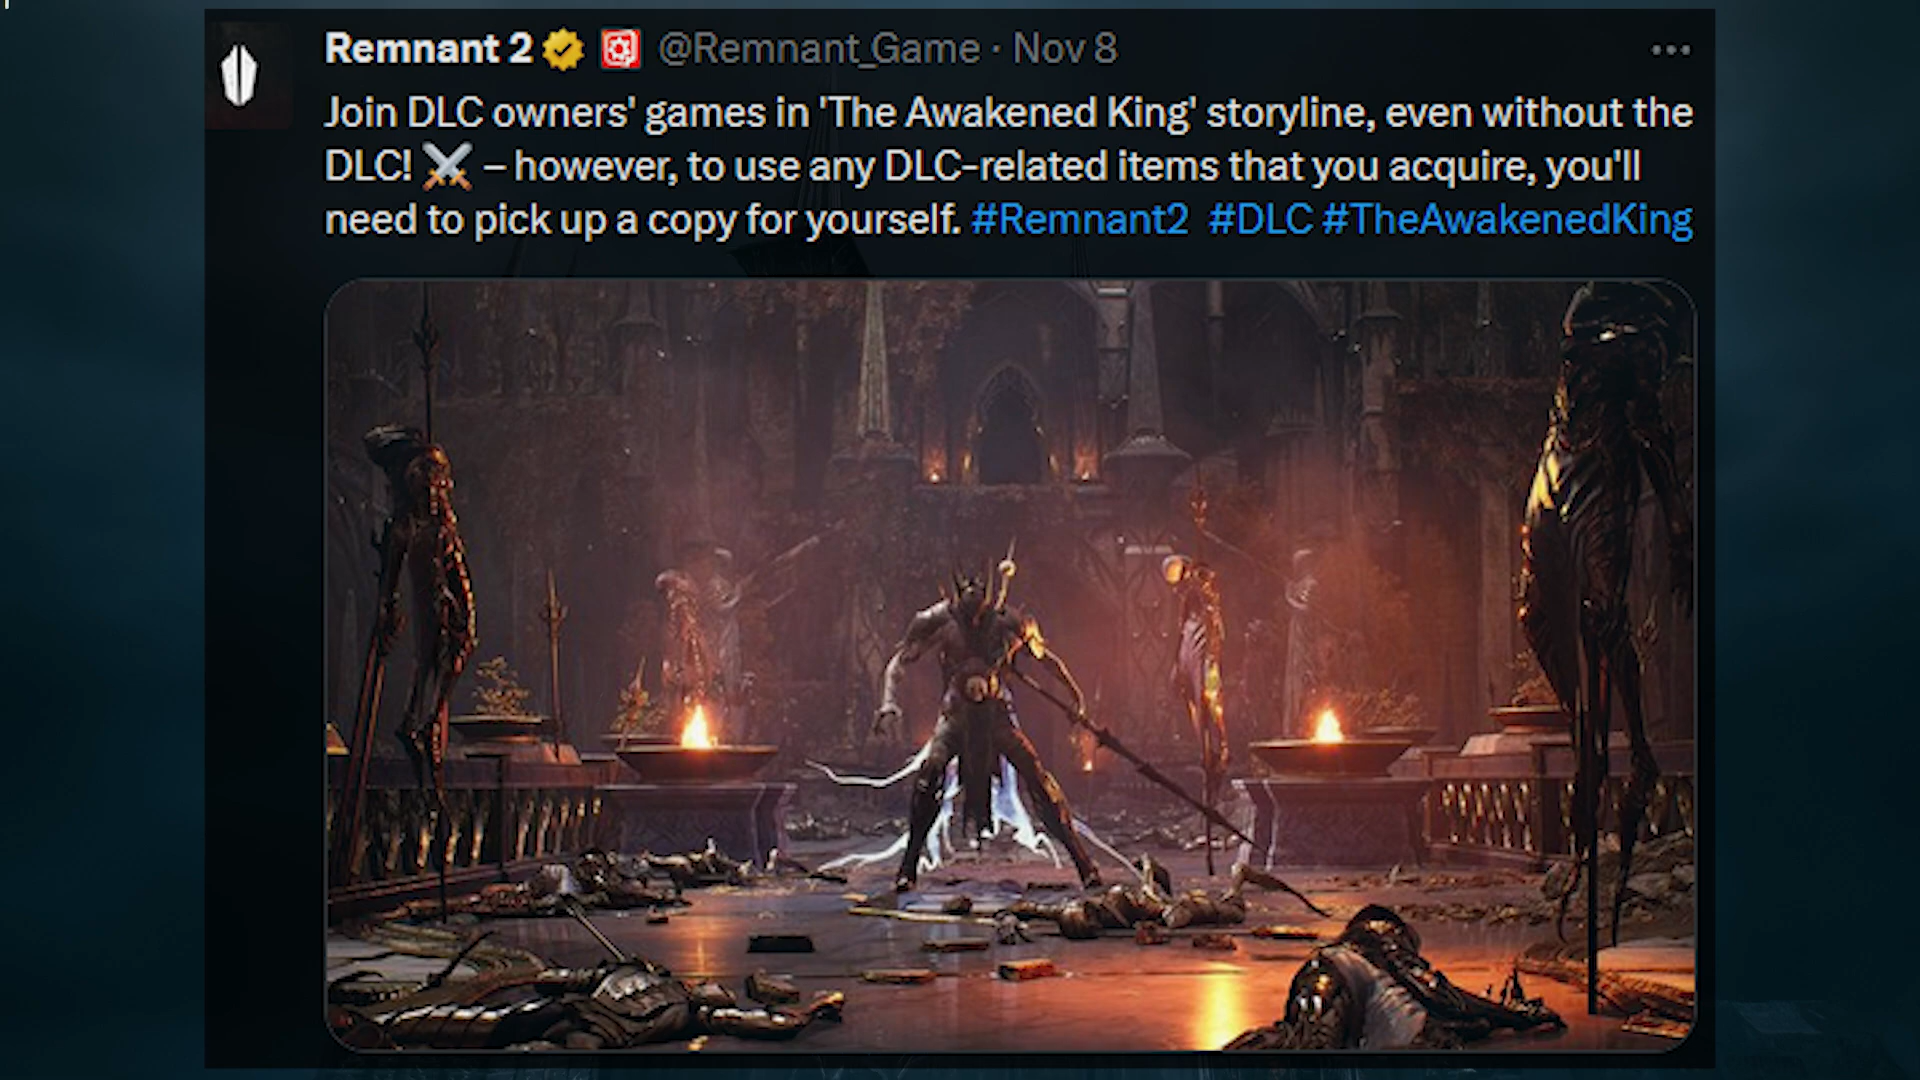 Remnant 2 @Remnant_Game · Nov 8
Join DLC owners' games in 'The Awakened King' storyline, even without the
DLC! ⚔️ – however, to use any DLC-related items that you acquire, you'll
need to pick up a copy for yourself. #Remnant2 #DLC #TheAwakenedKing